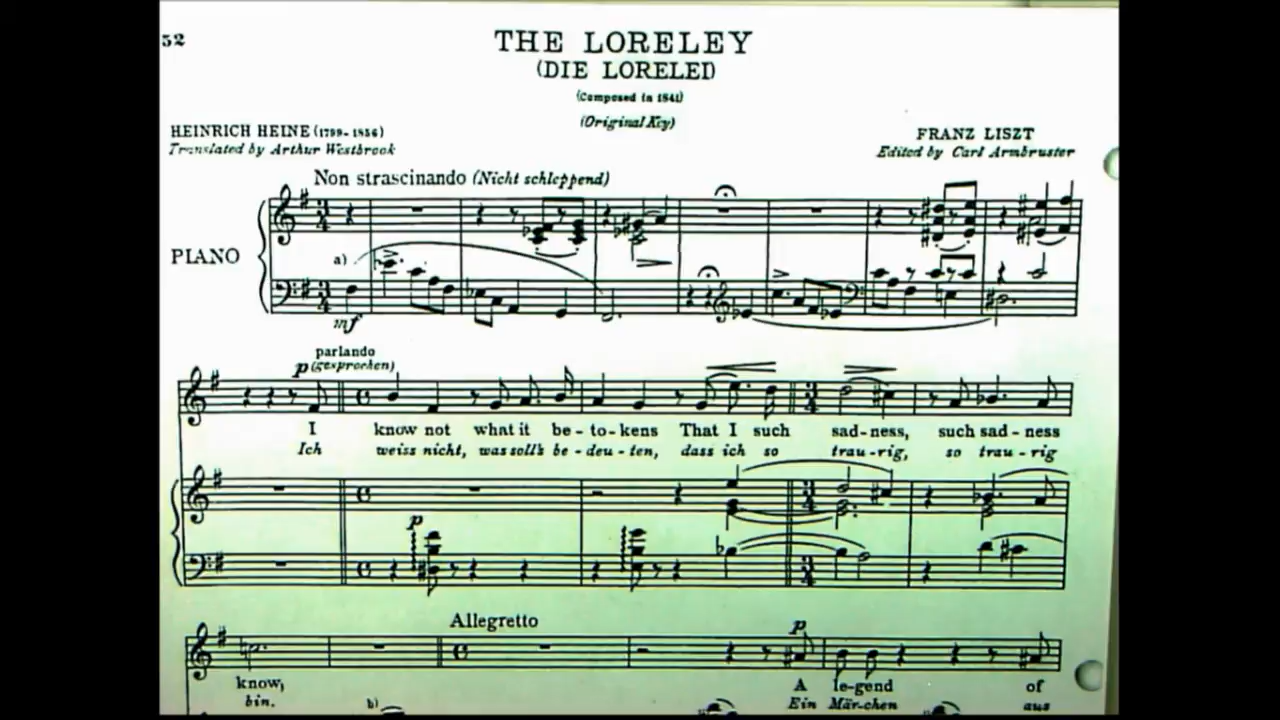 52
THE LORELEY
(DIE LORELEI)
(Composed in 1841)
(Original Key)
HEINRICH HEINE (1799-1856)
Translated by Arthur Westbrook
FRANZ LISZT
Edited by Carl Armbruster
Non strascinando (Nicht schleppend)
PIANO
a)
mf
parlando
p (gesprochen)
I know not what it be-to-kens That I such sad-ness, such sad-ness
Ich weiss nicht, was soll's be-deu-ten, dass ich so trau-rig, so trau-rig
p
Allegretto
p
know, A le-gend of
bin. Ein Mär-chen aus
b)